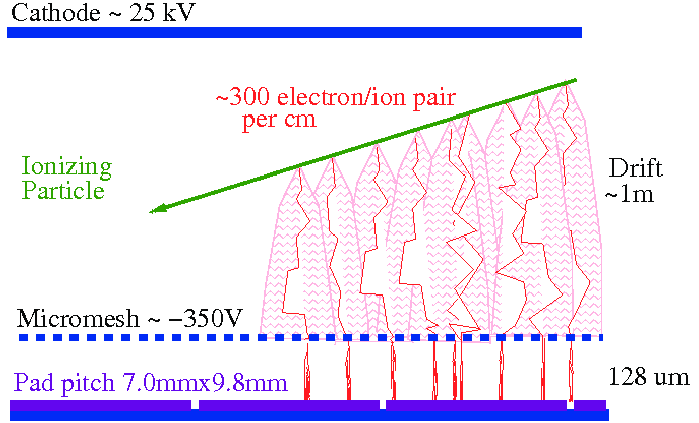 Cathode ~ 25 kV
~300 electron/ion pair
per cm
Ionizing
Particle
Drift
~1m
Micromesh ~ −350V
Pad pitch 7.0mmx9.8mm
128 um